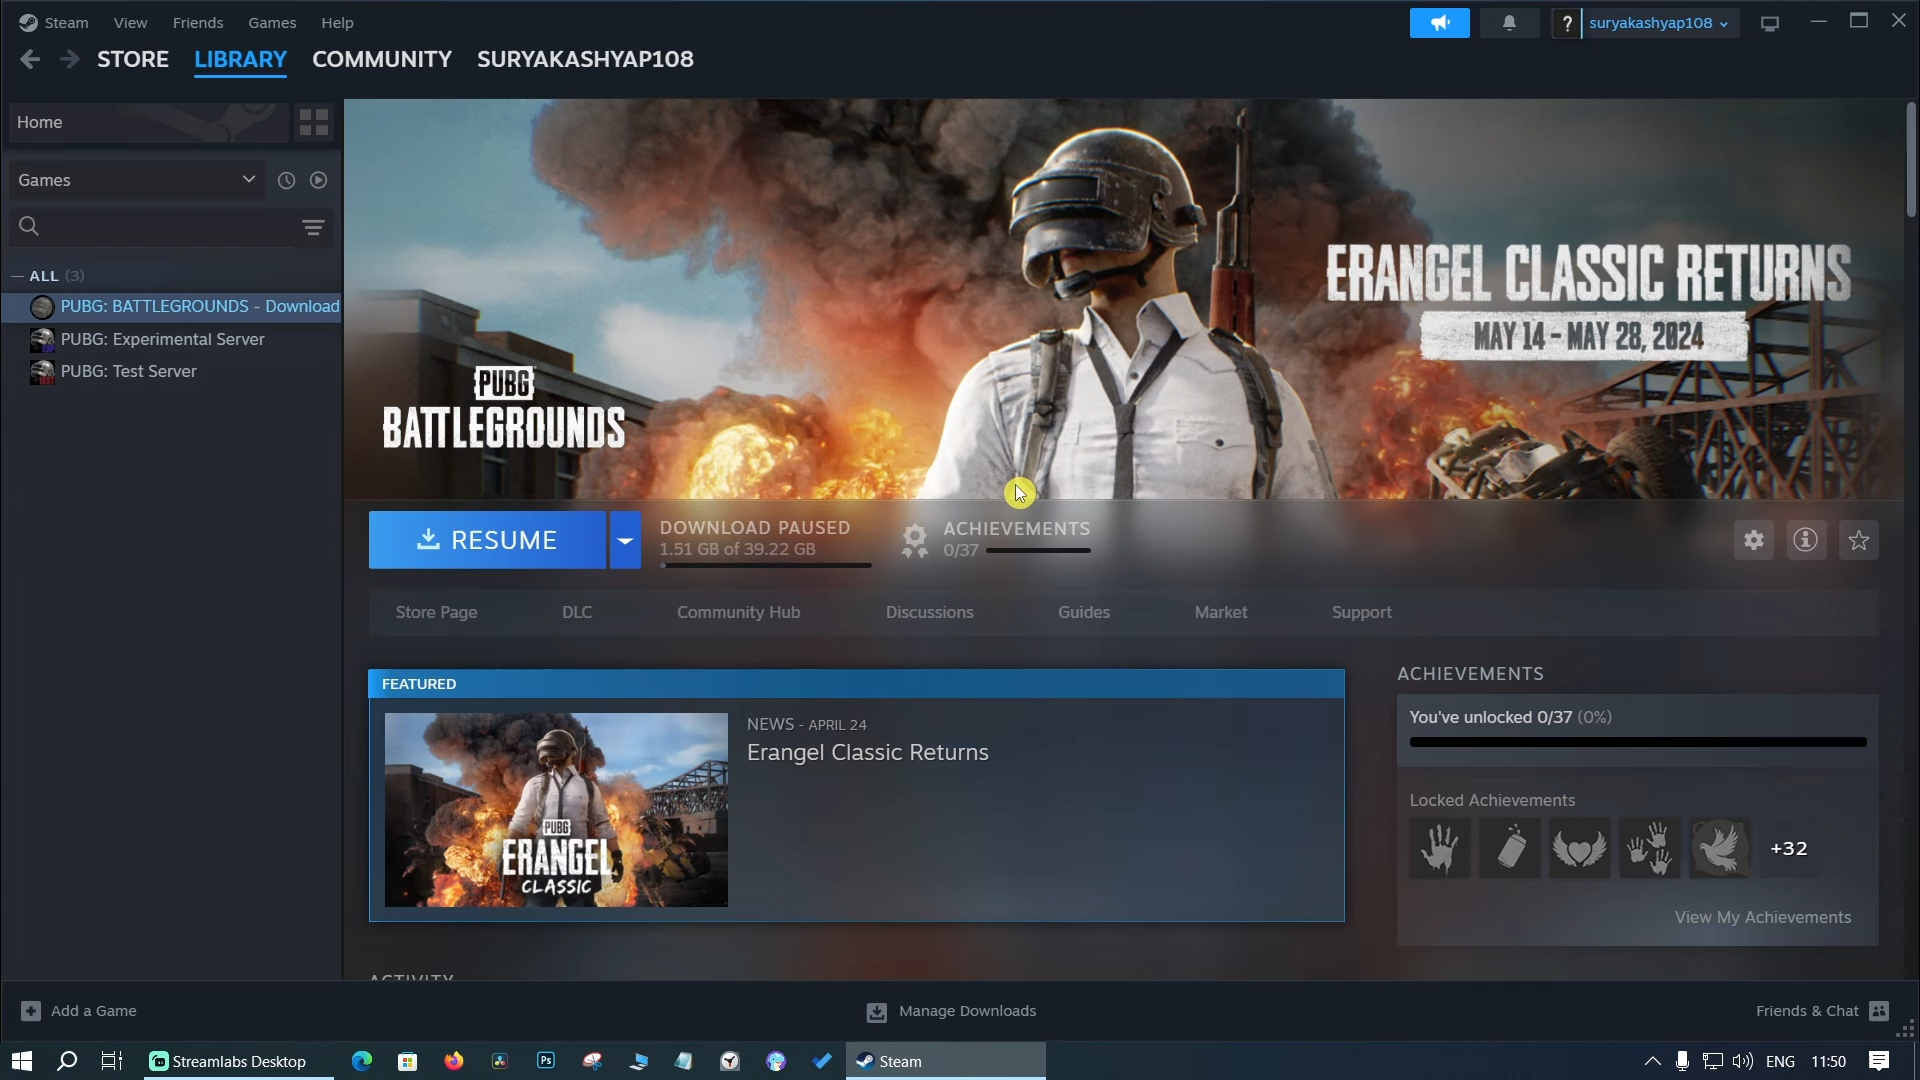 Steam View Friends Games Help
? suryakashyap108
STORE LIBRARY COMMUNITY SURYAKASHYAP108
Home
Games
— ALL (3)
PUBG: BATTLEGROUNDS - Download
PUBG: Experimental Server
PUBG: Test Server
PUBG
BATTLEGROUNDS
ERANGEL CLASSIC RETURNS
MAY 14 - MAY 28, 2024
RESUME
DOWNLOAD PAUSED
1.51 GB of 39.22 GB
ACHIEVEMENTS
0/37
Store Page DLC Community Hub Discussions Guides Market Support
FEATURED
NEWS - APRIL 24
Erangel Classic Returns
PUBG
ERANGEL
CLASSIC
ACHIEVEMENTS
You've unlocked 0/37 (0%)
Locked Achievements
+32
View My Achievements
ACTIVITY
Add a Game
Manage Downloads
Friends & Chat
Streamlabs Desktop
Ps
Steam
ENG 11:50